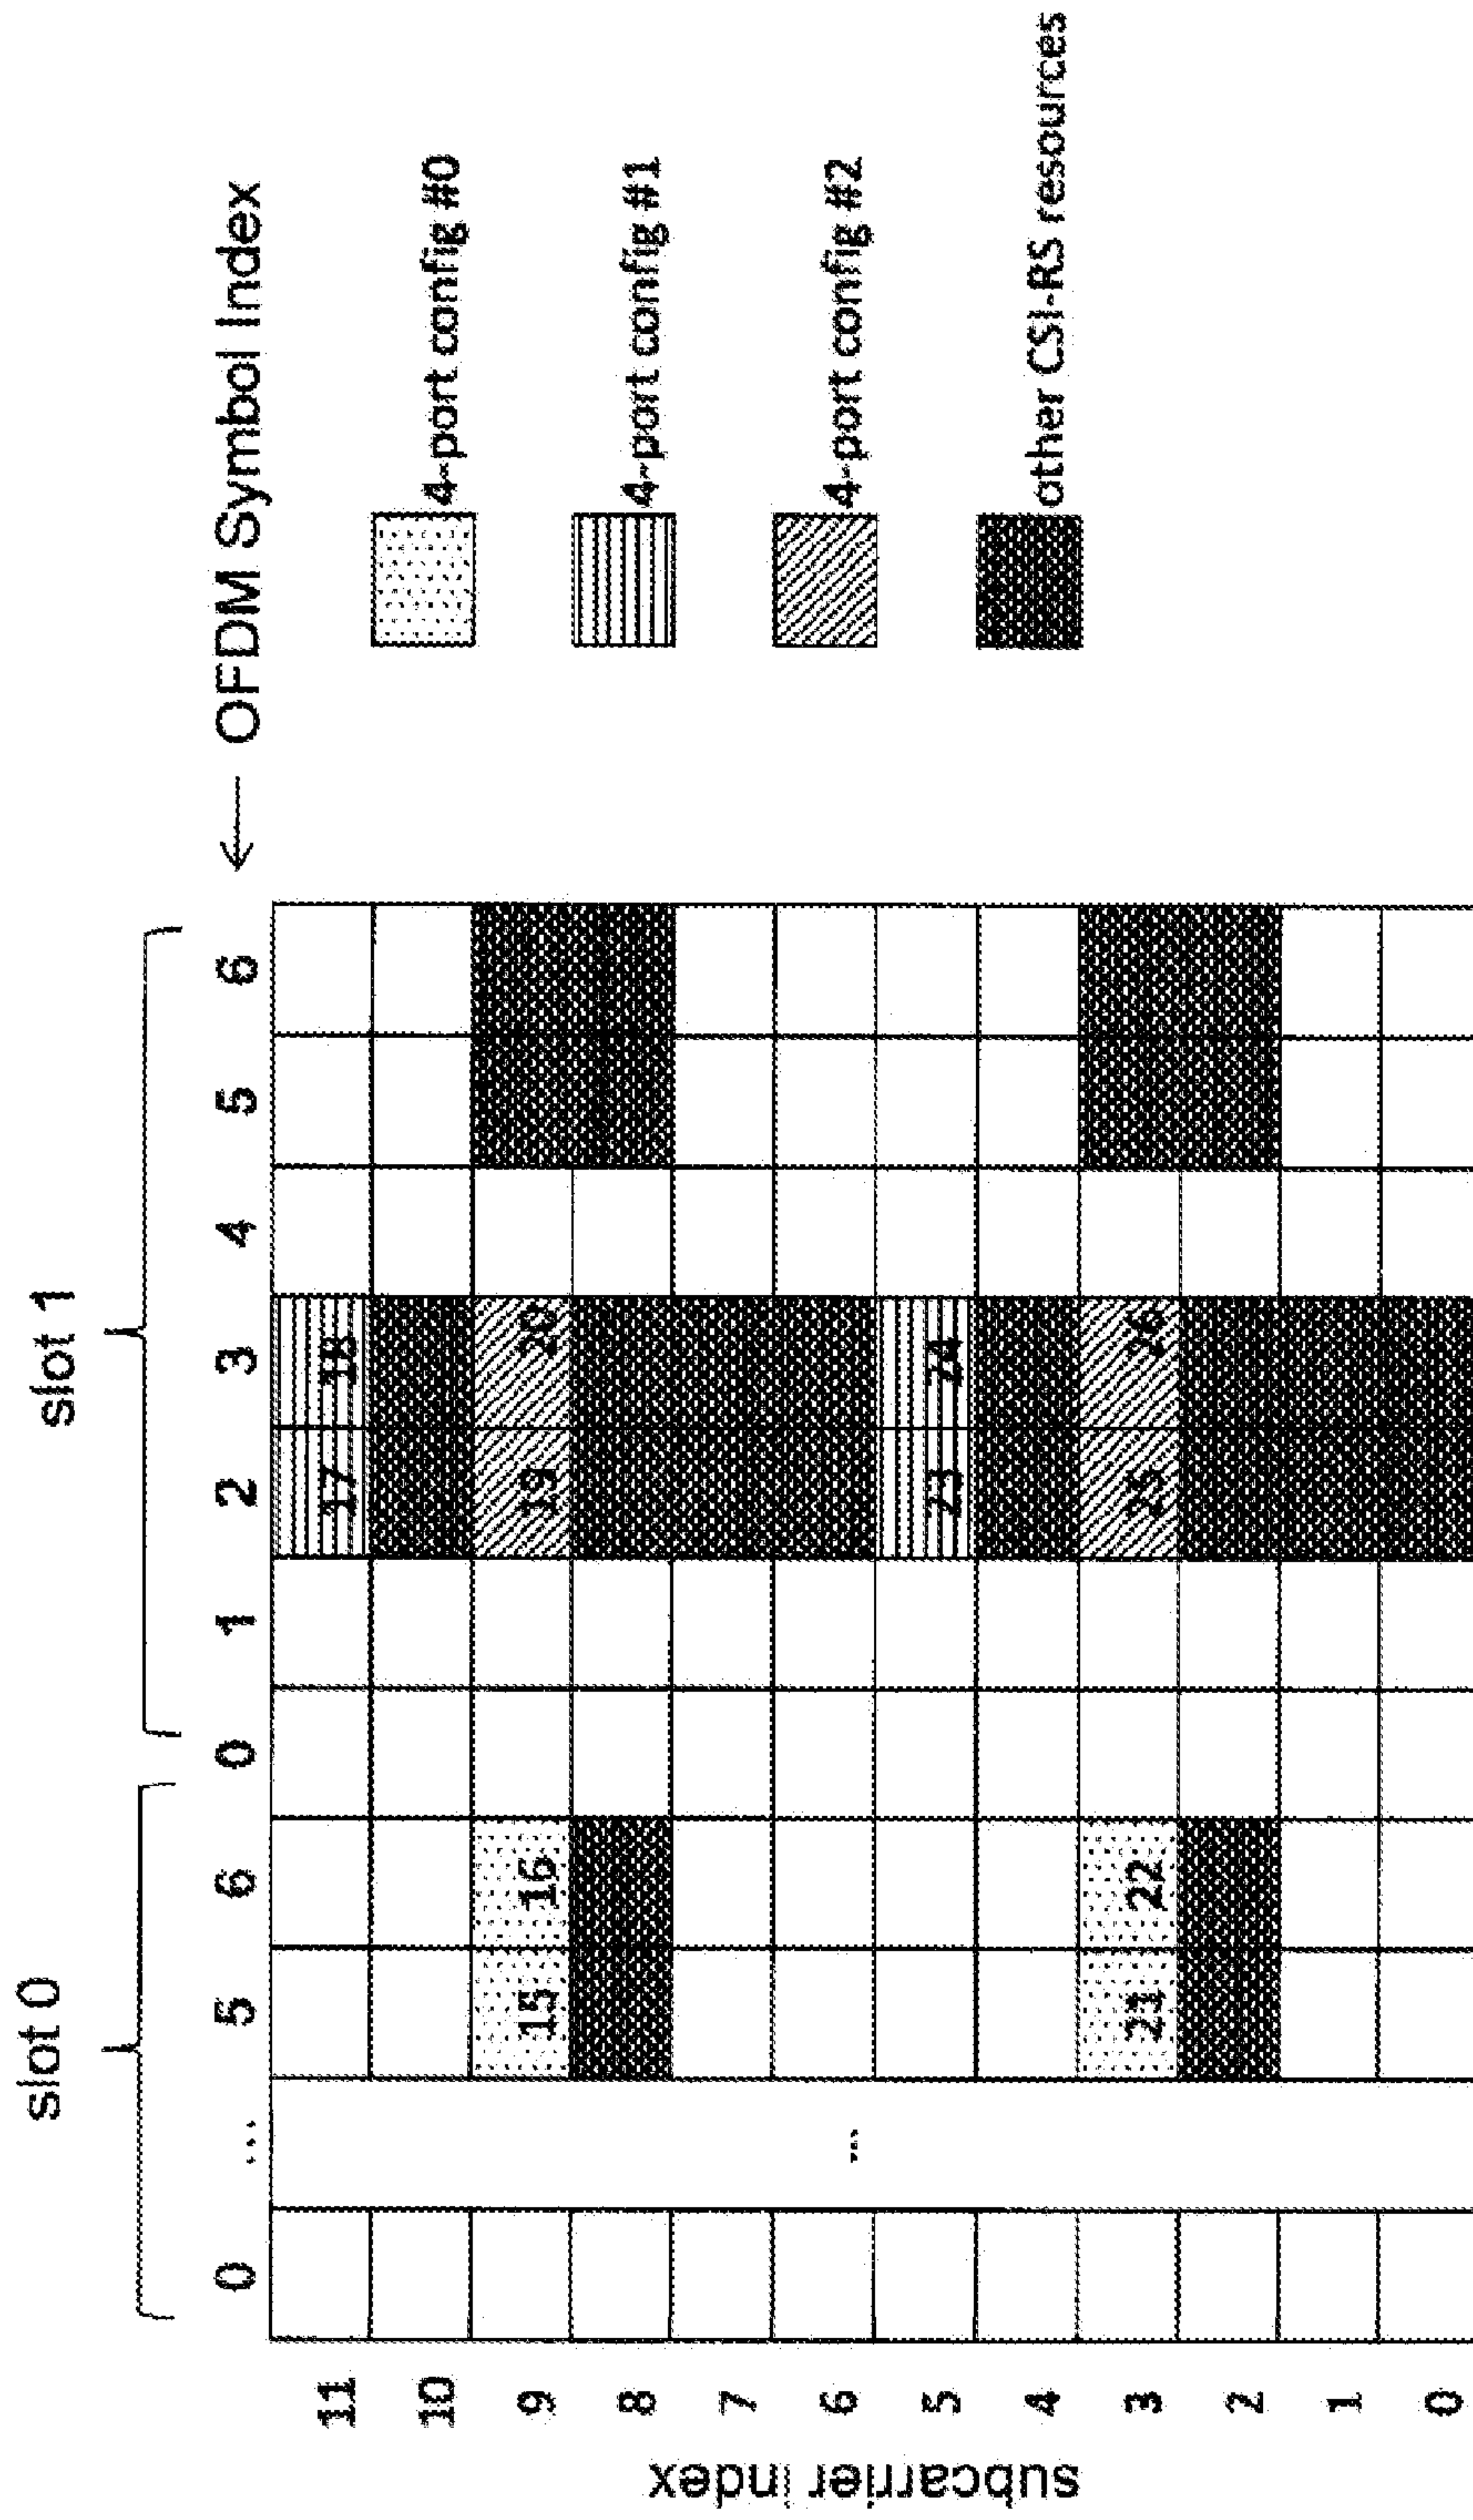 slot 0
slot 1
0 ... 5 6 0 1 2 3 4 5 6
← OFDM Symbol Index
subcarrier index
11 17 18
10
9 15 16 19 20
8
7
6 ...
5 23 24
4
3 21 22 25 26
2
1
0
4-port config #0
4-port config #1
4-port config #2
other CSI-RS resources